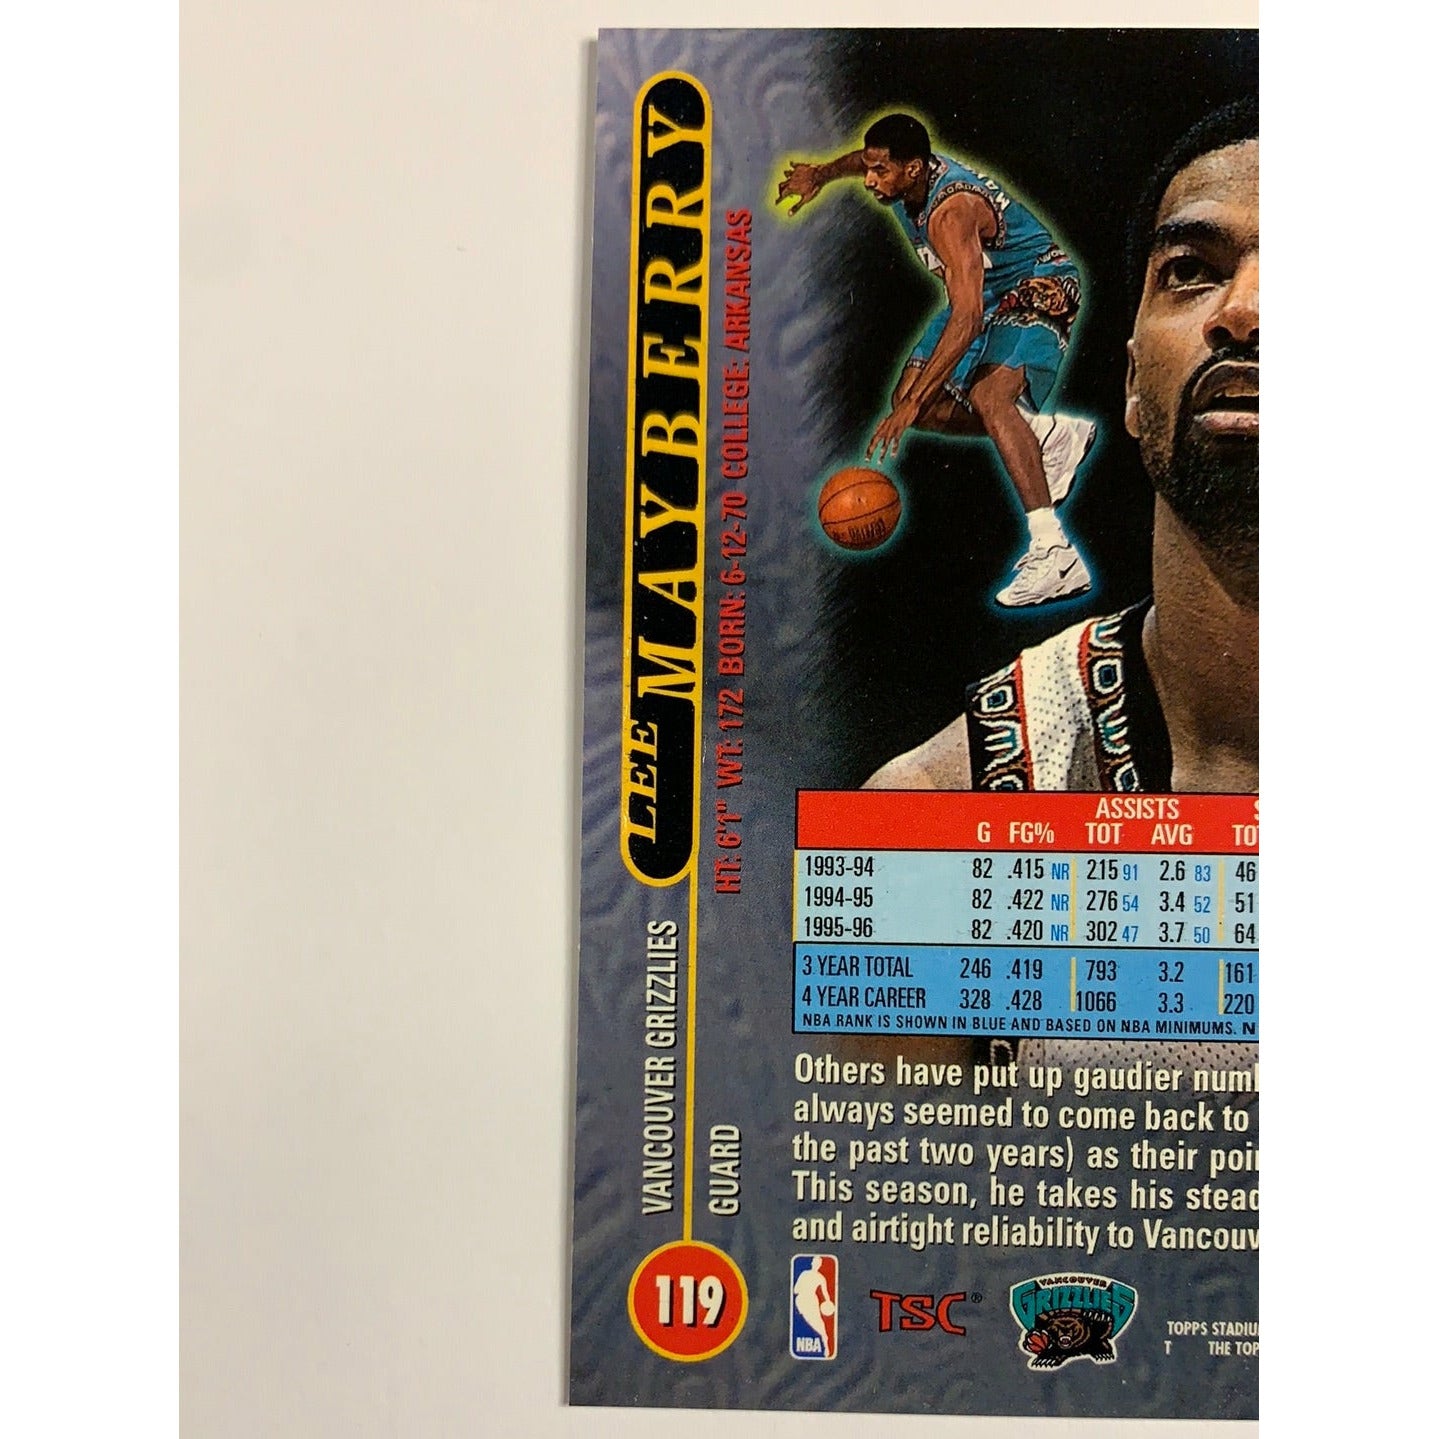 LEE MAYBERRY
HT: 6'1" WT: 172 BORN: 6-12-70 COLLEGE: ARKANSAS
VANCOUVER GRIZZLIES
GUARD
119
ASSISTS
G FG% TOT AVG
1993-94 82 .415 NR 215 91 2.6 83 46
1994-95 82 .422 NR 276 54 3.4 52 51
1995-96 82 .420 NR 302 47 3.7 50 64
3 YEAR TOTAL 246 .419 793 3.2 161
4 YEAR CAREER 328 .428 1066 3.3 220
NBA RANK IS SHOWN IN BLUE AND BASED ON NBA MINIMUMS. N
Others have put up gaudier
always seemed to come back to
the past two years) as their
This season, he takes his
and airtight reliability to
NBA
TSC®
VANCOUVER
GRIZZLIES
TOPPS
T THE